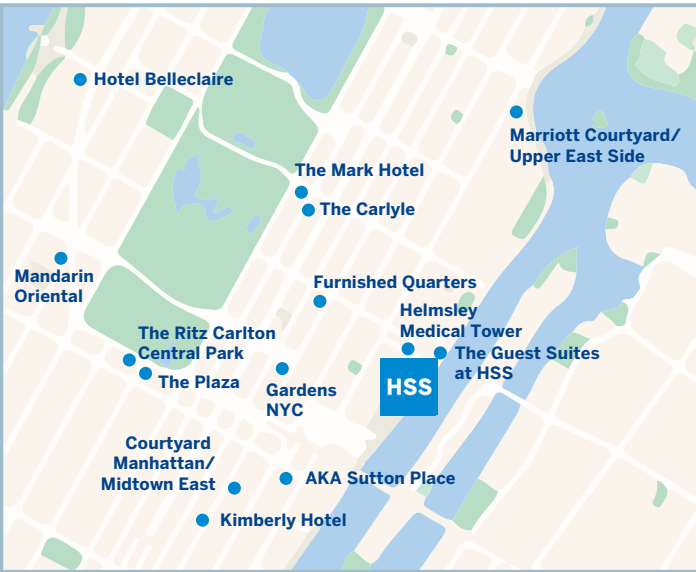 Hotel Belleclaire
Marriott Courtyard/
Upper East Side
The Mark Hotel
The Carlyle
Mandarin
Oriental
Furnished Quarters
Helmsley
Medical Tower
The Guest Suites
at HSS
HSS
The Ritz Carlton
Central Park
The Plaza
Gardens
NYC
Courtyard
Manhattan/
Midtown East
AKA Sutton Place
Kimberly Hotel